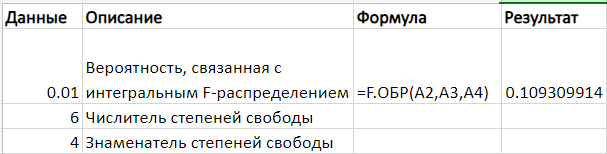 Данные Описание Формула Результат
Вероятность, связанная с
0.01 интегральным F-распределением =F.ОБР(A2,A3,A4) 0.109309914
6 Числитель степеней свободы
4 Знаменатель степеней свободы